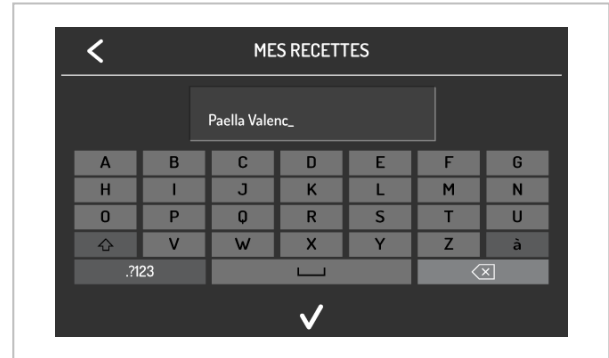 MES RECETTES
Paella Valenc_
A B C D E F G
H I J K L M N
O P Q R S T U
V W X Y Z à
.?123